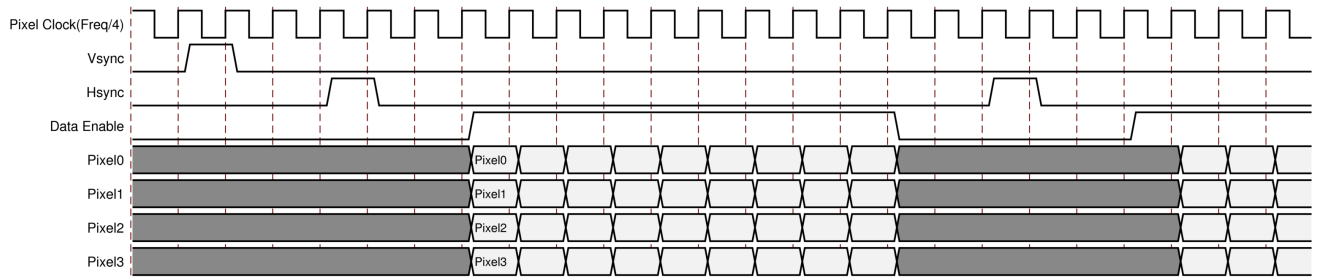 Pixel Clock(Freq/4)
Vsync
Hsync
Data Enable
Pixel0 Pixel0
Pixel1 Pixel1
Pixel2 Pixel2
Pixel3 Pixel3